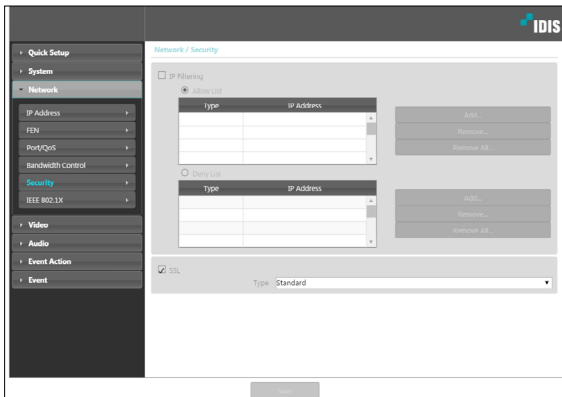 IDIS
Quick Setup
System
Network
IP Address
FEN
Port/QoS
Bandwidth Control
Security
IEEE 802.1X
Video
Audio
Event Action
Event
Network / Security
IP Filtering
Allow List
Type IP Address
Add...
Remove...
Remove All...
Deny List
Type IP Address
Add...
Remove...
Remove All...
SSL
Type Standard
Save